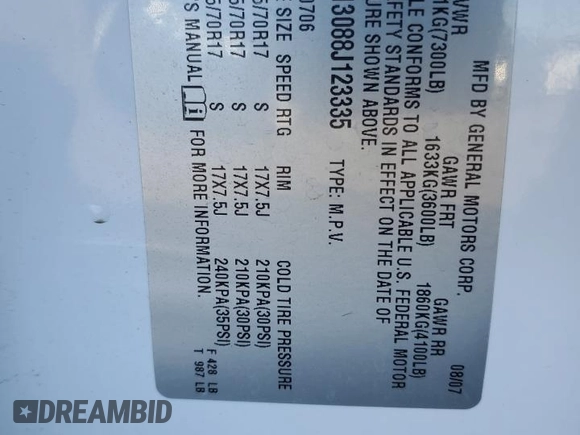 MFD BY GENERAL MOTORS CORP. 08/07
VWR GAWR FRT GAWR RR
1KG(7300LB) 1633KG(3600LB) 1860KG(4100LB)
LE CONFORMS TO ALL APPLICABLE U.S. FEDERAL MOTOR
FETY STANDARDS IN EFFECT ON THE DATE OF
URE SHOWN ABOVE.
13088J123335 TYPE: M.P.V.
0706
E SIZE SPEED RTG RIM COLD TIRE PRESSURE
5/70R17 S 17X7.5J 210KPA(30PSI)
5/70R17 S 17X7.5J 210KPA(30PSI)
5/70R17 S 17X7.5J 240KPA(35PSI)
'S MANUAL i FOR MORE INFORMATION.
F 428 LB
T 987 LB
DREAMBID